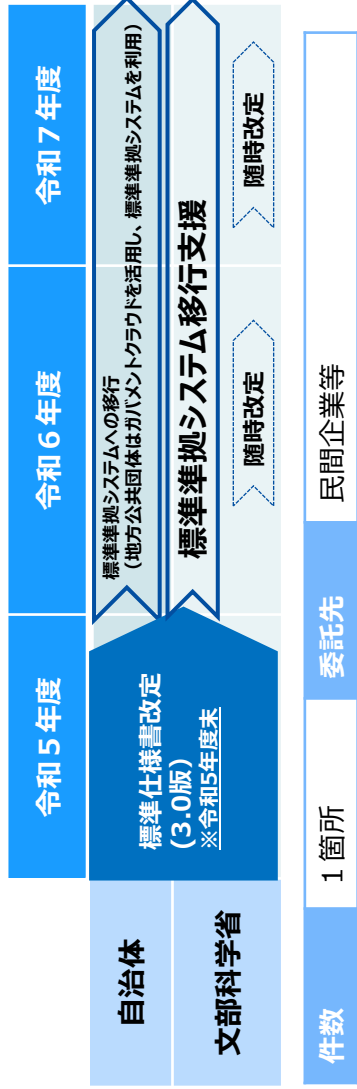 令和５年度
令和６年度
令和７年度
自治体
文部科学省
標準仕様書改定
(3.0版)
※令和5年度末
標準準拠システムへの移行
(地方公共団体はガバメントクラウドを活用し、標準準拠システムを利用)
標準準拠システム移行支援
随時改定
随時改定
件数
１箇所
委託先
民間企業等